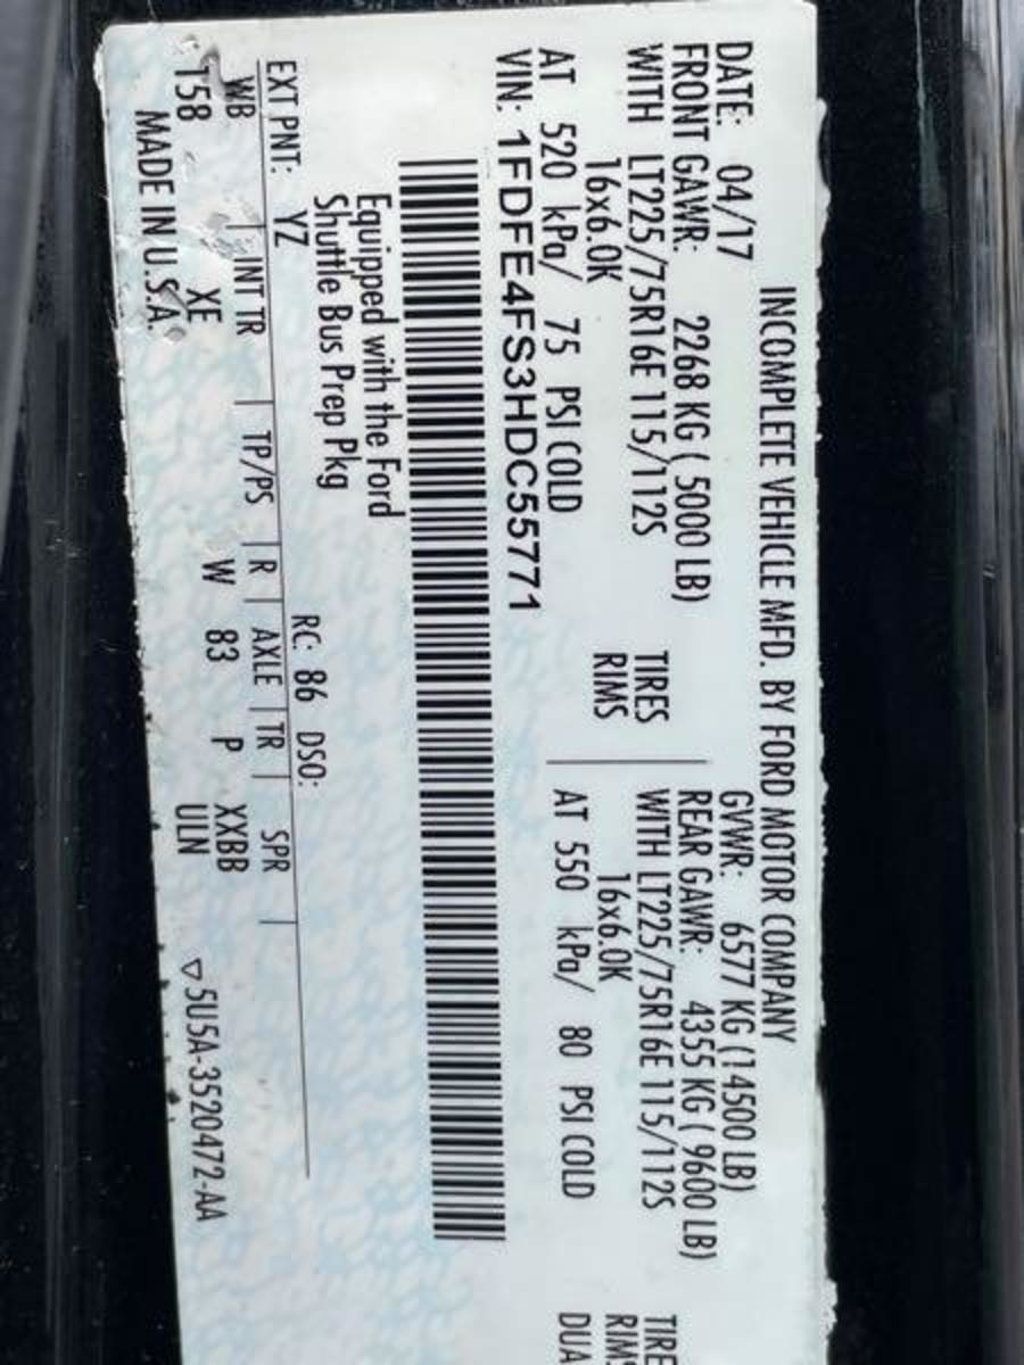 INCOMPLETE VEHICLE MFD. BY FORD MOTOR COMPANY
DATE: 04/17 GVWR: 6577 KG (14500 LB)
FRONT GAWR: 2268 KG ( 5000 LB) REAR GAWR: 4355 KG ( 9600 LB)
WITH LT225/75R16E 115/112S TIRES WITH LT225/75R16E 115/112S TIRE
16x6.0K RIMS 16x6.0K RIMS
AT 520 kPa/ 75 PSI COLD AT 550 kPa/ 80 PSI COLD DUA
VIN: 1FDFE4FS3HDC55771
Equipped with the Ford
Shuttle Bus Prep Pkg
EXT PNT: YZ RC: 86 DSO:
WB | INT TR | TP/PS | R | AXLE | TR | SPR |
158 XE W 83 P XXBB
ULN
MADE IN U.S.A. ▽5U5A-3520472-AA